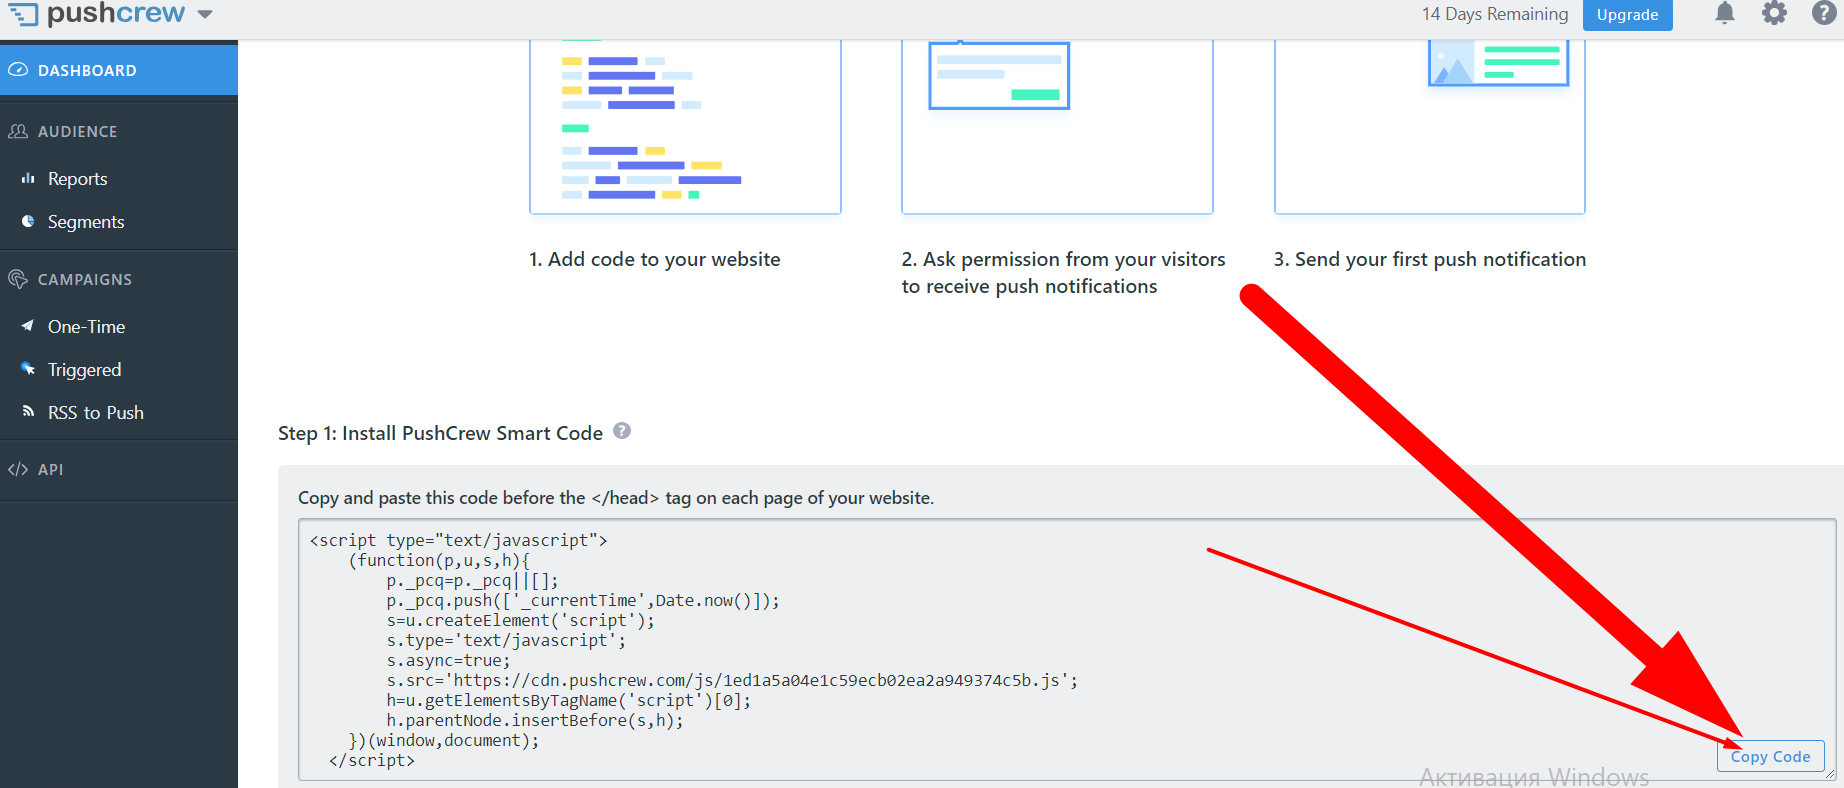 pushcrew
14 Days Remaining
Upgrade
DASHBOARD
AUDIENCE
Reports
Segments
CAMPAIGNS
One-Time
Triggered
RSS to Push
</> API
1. Add code to your website
2. Ask permission from your visitors
to receive push notifications
3. Send your first push notification
Step 1: Install PushCrew Smart Code ?
Copy and paste this code before the </head> tag on each page of your website.
<script type="text/javascript">
    (function(p,u,s,h){
        p._pcq=p._pcq||[];
        p._pcq.push(['_currentTime',Date.now()]);
        s=u.createElement('script');
        s.type='text/javascript';
        s.async=true;
        s.src='https://cdn.pushcrew.com/js/1ed1a5a04e1c59ecb02ea2a949374c5b.js';
        h=u.getElementsByTagName('script')[0];
        h.parentNode.insertBefore(s,h);
    })(window,document);
  </script>
Copy Code
Активация Windows